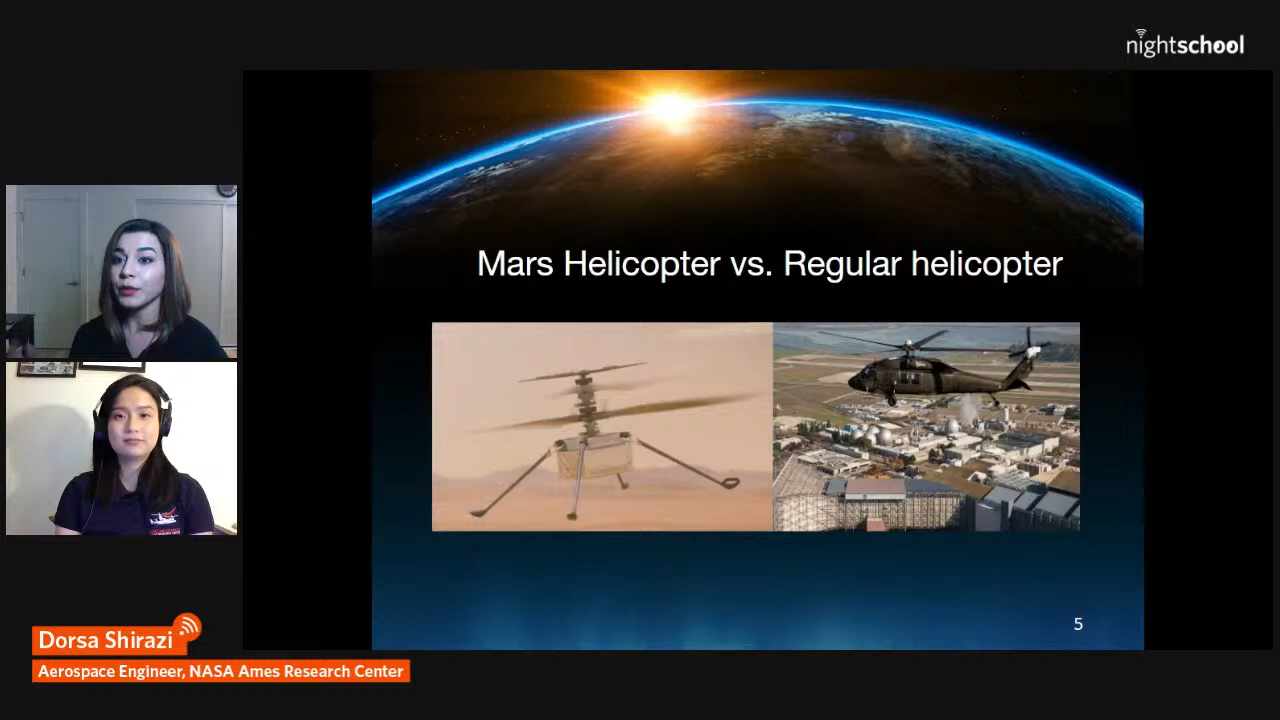 nightschool
Mars Helicopter vs. Regular helicopter
5
Dorsa Shirazi
Aerospace Engineer, NASA Ames Research Center